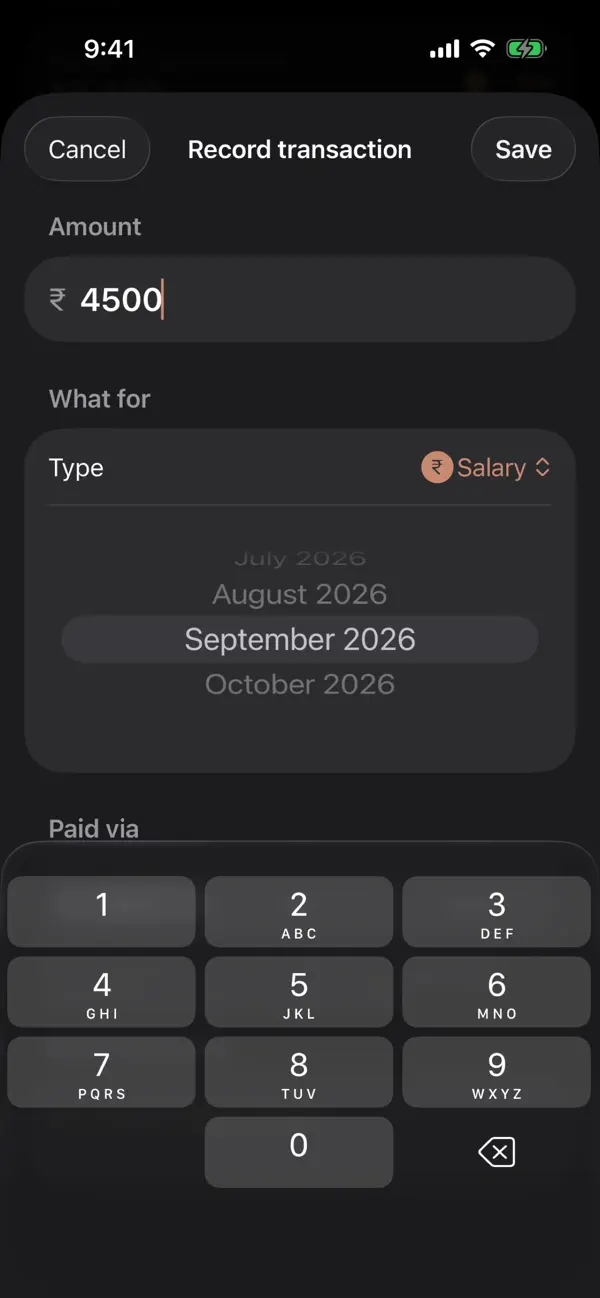 9:41
Cancel Record transaction Save
Amount
₹ 4500
What for
Type ₹ Salary
July 2026
August 2026
September 2026
October 2026
Paid via
1 2 3
ABC DEF
4 5 6
GHI JKL MNO
7 8 9
PQRS TUV WXYZ
0